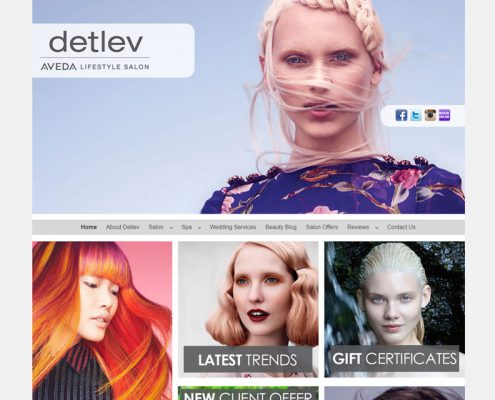 detlev
AVEDA LIFESTYLE SALON
Home About Detlev Salon Spa Wedding Services Beauty Blog Salon Offers Reviews Contact Us
LATEST TRENDS
GIFT CERTIFICATES
NEW CLIENT OFFER